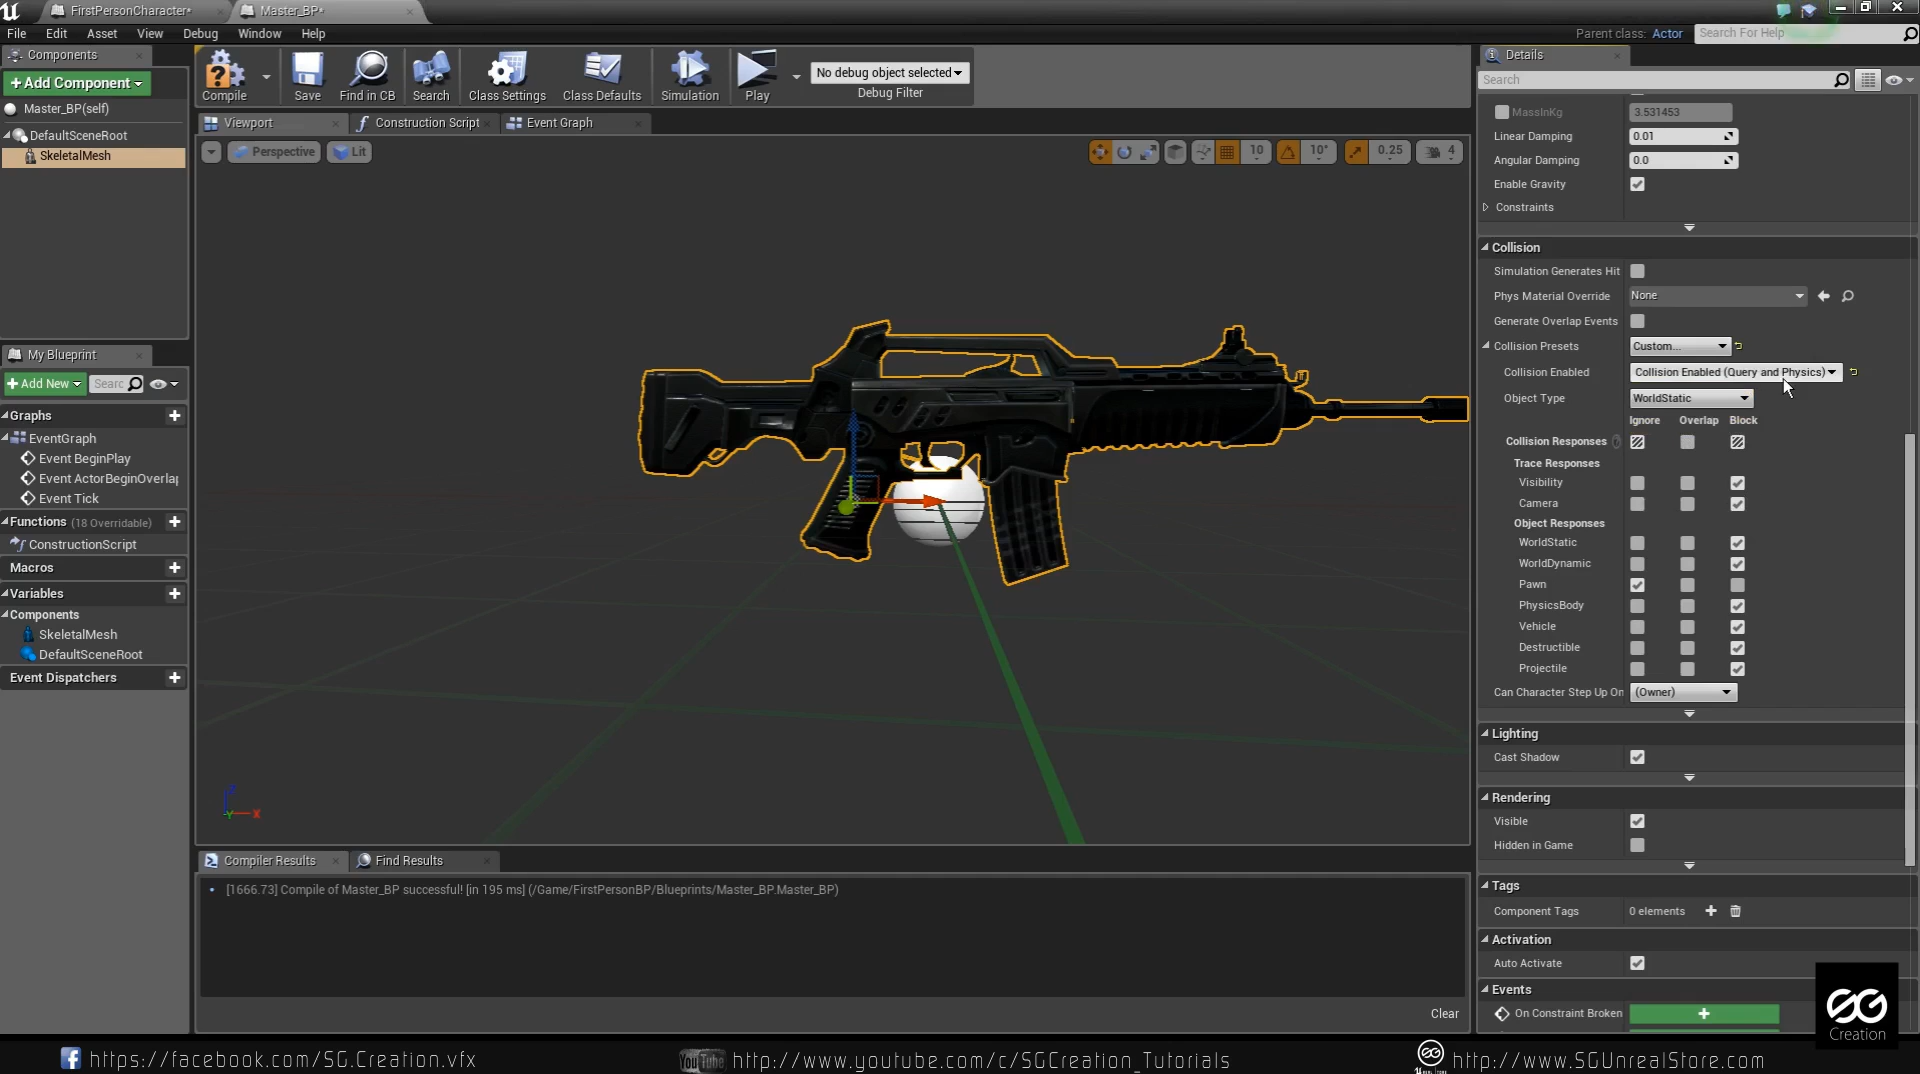 FirstPersonCharacter*
Master_BP*
File Edit Asset View Debug Window Help
Parent class: Actor
Search For Help
Components
+Add Component
Master_BP(self)
DefaultSceneRoot
SkeletalMesh
Compile
Save
Find in CB
Search
Class Settings
Class Defaults
Simulation
Play
No debug object selected
Debug Filter
Viewport
Construction Script
Event Graph
Perspective
Lit
10
10°
0.25
4
My Blueprint
+Add New
Searc
Graphs
EventGraph
Event BeginPlay
Event ActorBeginOverlap
Event Tick
Functions (18 Overridable)
ConstructionScript
Macros
Variables
Components
SkeletalMesh
DefaultSceneRoot
Event Dispatchers
X
Compiler Results
Find Results
[1666.73] Compile of Master_BP successful! [in 195 ms] (/Game/FirstPersonBP/Blueprints/Master_BP.Master_BP)
Clear
Details
Search
MassInKg 3.531453
Linear Damping 0.01
Angular Damping 0.0
Enable Gravity
Constraints
Collision
Simulation Generates Hit
Phys Material Override None
Generate Overlap Events
Collision Presets Custom...
Collision Enabled Collision Enabled (Query and Physics)
Object Type WorldStatic
Ignore Overlap Block
Collision Responses
Trace Responses
Visibility
Camera
Object Responses
WorldStatic
WorldDynamic
Pawn
PhysicsBody
Vehicle
Destructible
Projectile
Can Character Step Up On (Owner)
Lighting
Cast Shadow
Rendering
Visible
Hidden in Game
Tags
Component Tags 0 elements
Activation
Auto Activate
Events
On Constraint Broken +
SG
Creation
https://facebook.com/SG.Creation.vfx
YouTube
http://www.youtube.com/c/SGCreation_Tutorials
http://www.SGUnrealStore.com